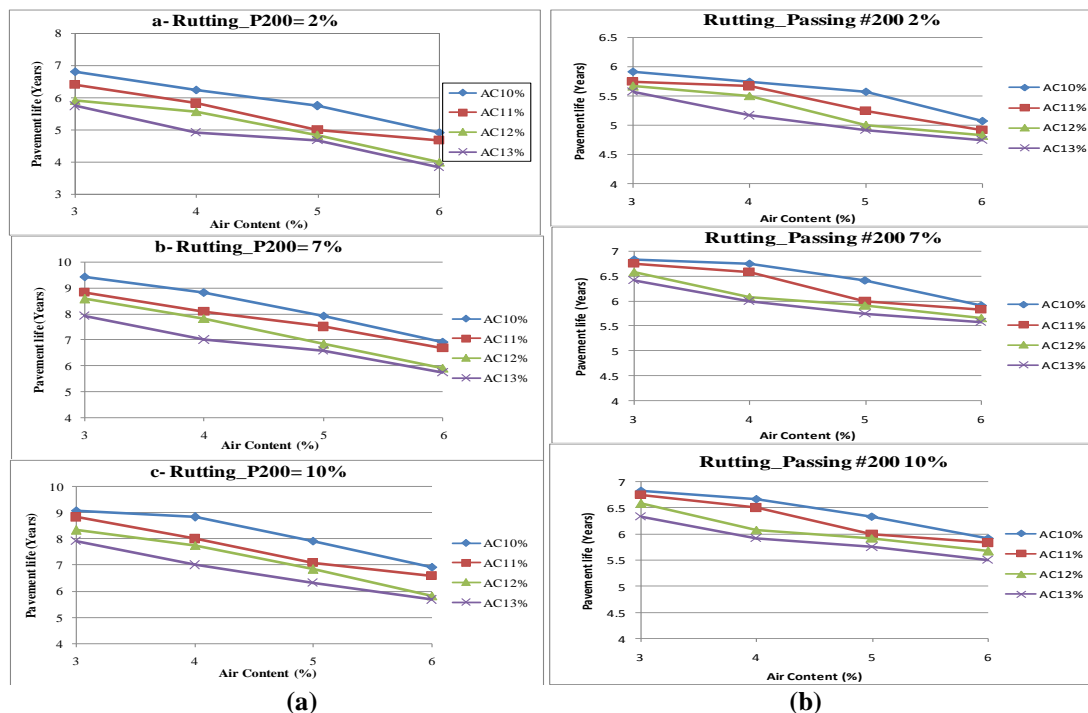 a- Rutting_P200= 2%
Pavement life (Years)
8
7
6
5
4
3
3 4 5 6
Air Content (%)
AC10%
AC11%
AC12%
AC13%
b- Rutting_P200= 7%
Pavement life (Years)
10
9
8
7
6
5
4
3 4 5 6
Air Content (%)
AC10%
AC11%
AC12%
AC13%
c- Rutting_P200= 10%
Pavement life (Years)
10
9
8
7
6
5
4
3 4 5 6
Air Content (%)
AC10%
AC11%
AC12%
AC13%
(a)
Rutting_Passing #200 2%
Pavement life (Years)
6.5
6
5.5
5
4.5
4
3 4 5 6
Air Content (%)
AC10%
AC11%
AC12%
AC13%
Rutting_Passing #200 7%
Pavement life (Years)
7
6.5
6
5.5
5
4.5
4
3 4 5 6
Air Content (%)
AC10%
AC11%
AC12%
AC13%
Rutting_Passing #200 10%
Pavement life (Years)
7
6.5
6
5.5
5
4.5
4
3 4 5 6
Air Content (%)
AC10%
AC11%
AC12%
AC13%
(b)